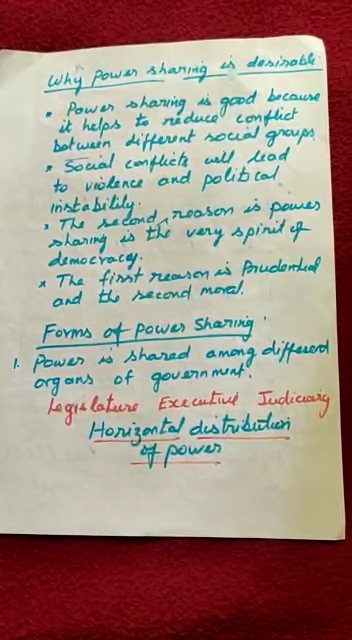 Why power sharing is desirable
* Power sharing is good because
it helps to reduce conflict
between different social groups.
* Social conflicts will lead
to violence and political
instability.
* The second reason is power
sharing is the very spirit of
democracy.
* The first reason is Prudential
and the second moral.
Forms of Power Sharing
1. Power is shared among different
organs of government.
Legislature Executive Judiciary
Horizontal distribution
of power